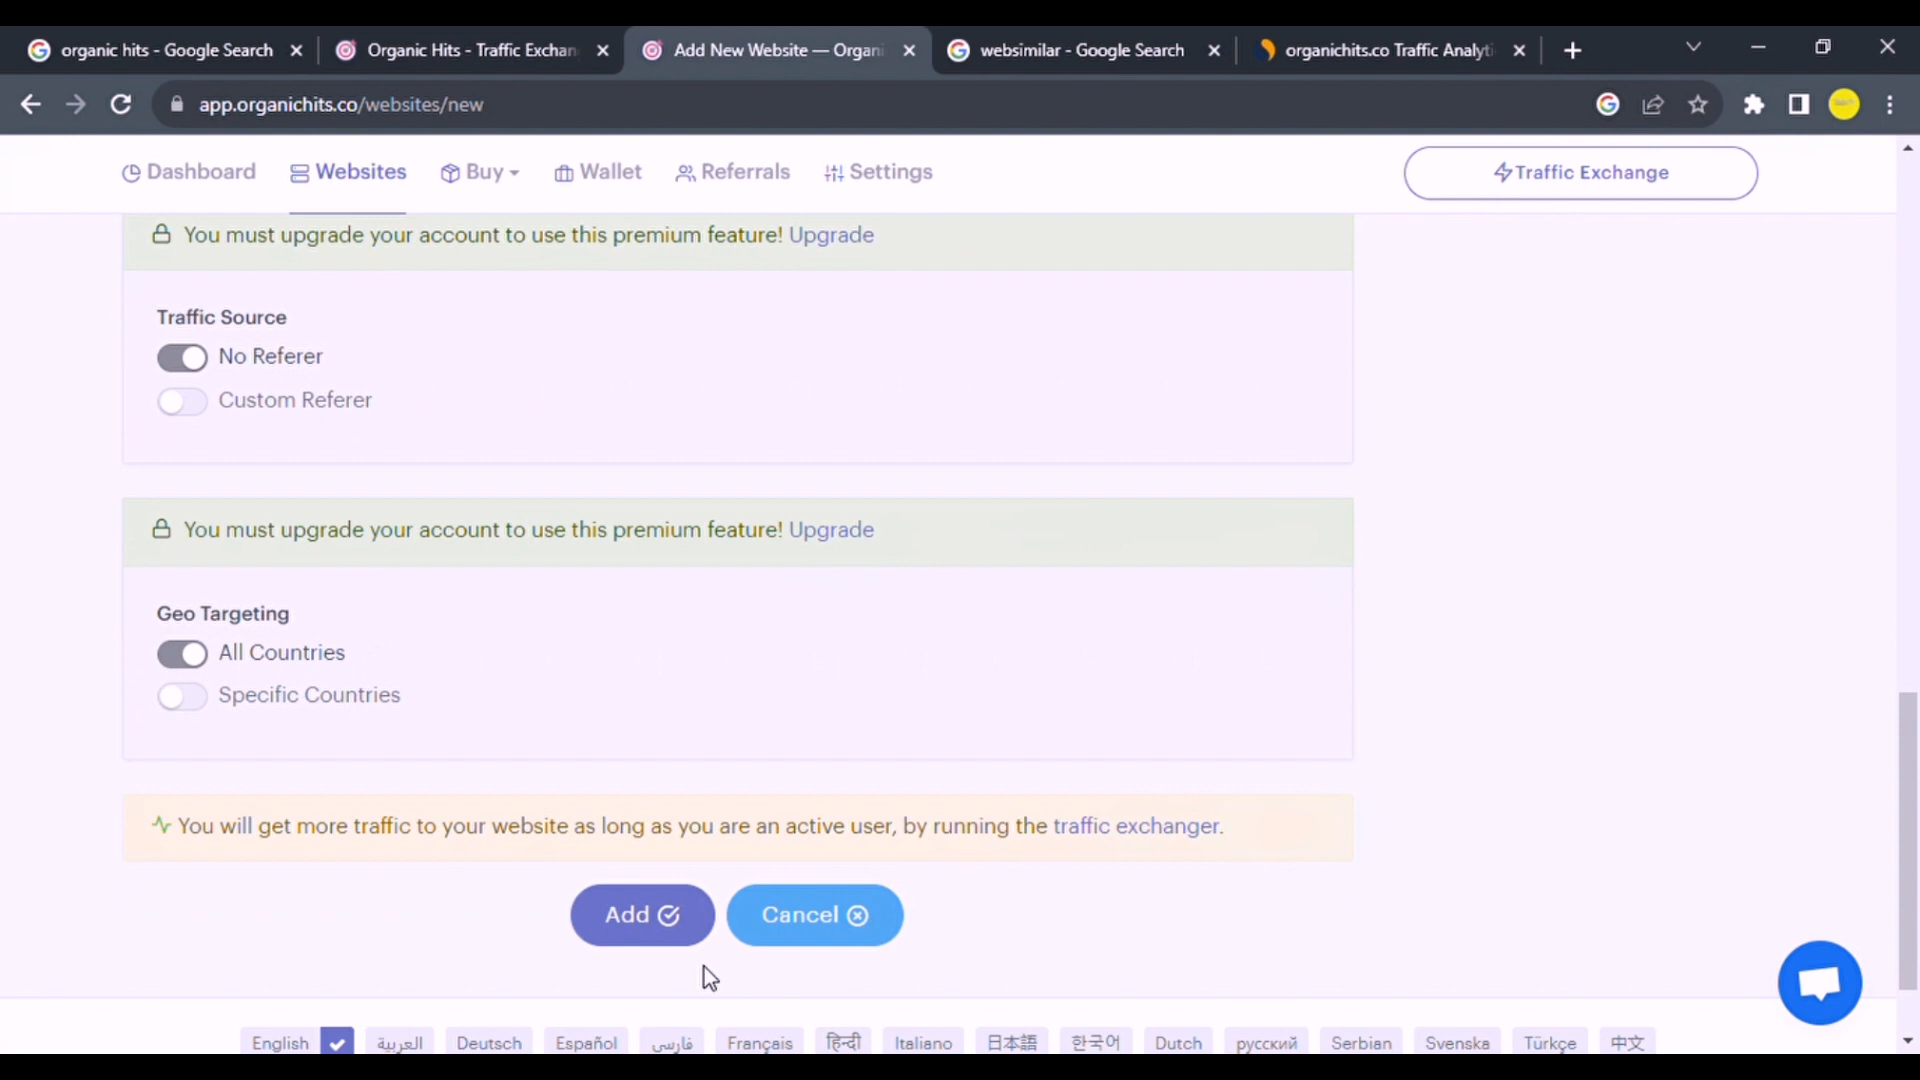 organic hits - Google Search
Organic Hits - Traffic Exchan
Add New Website — Organi
websimilar - Google Search
organichits.co Traffic Analyti
app.organichits.co/websites/new
Dashboard
Websites
Buy
Wallet
Referrals
Settings
Traffic Exchange
You must upgrade your account to use this premium feature! Upgrade
Traffic Source
No Referer
Custom Referer
You must upgrade your account to use this premium feature! Upgrade
Geo Targeting
All Countries
Specific Countries
You will get more traffic to your website as long as you are an active user, by running the traffic exchanger.
Add
Cancel
English
العربية
Deutsch
Español
فارسی
Français
हिन्दी
Italiano
日本語
한국어
Dutch
русский
Serbian
Svenska
Türkçe
中文